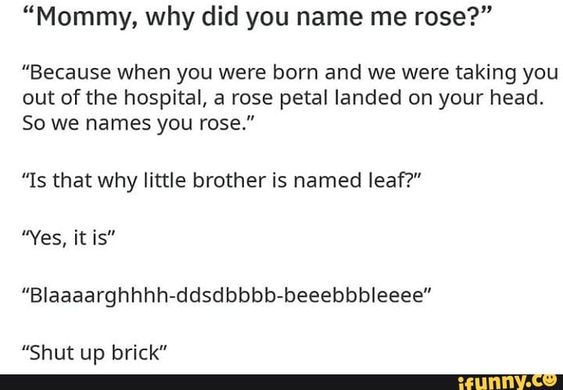 “Mommy, why did you name me rose?”
“Because when you were born and we were taking you
out of the hospital, a rose petal landed on your head.
So we names you rose.”
“Is that why little brother is named leaf?”
“Yes, it is”
“Blaaaarghhhh-ddsdbbbb-beeebbbleeee”
“Shut up brick”
ifunny.co